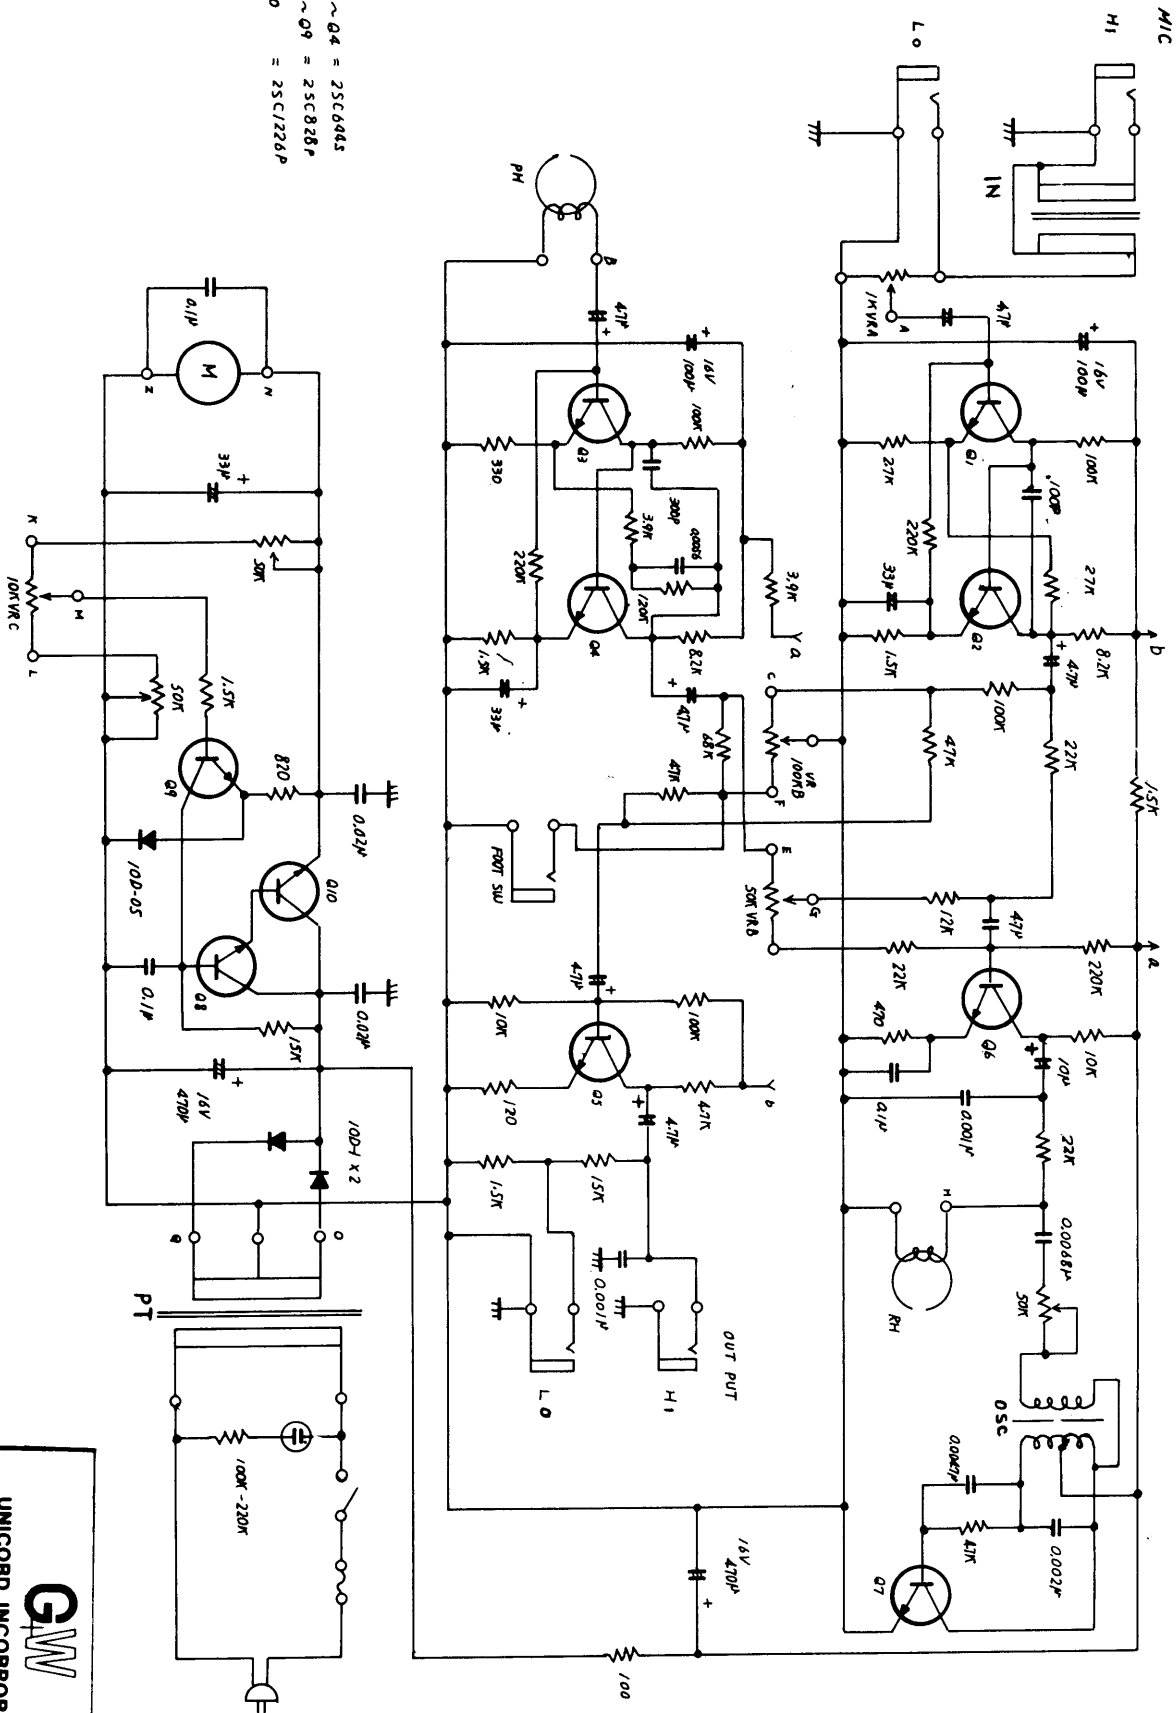 MIC
HI
LO
IN
1KVRA
A
4.7µ
16V
100µ
Q1
100K
2.7K
100P
220K
33µ
27K
Q2
1.5K
8.2K
b
4.7µ
100K
22K
47K
1.5K
12K
4.7µ
22K
220K
a
470
Q6
10K
10µ
0.1µ
0.001µ
22K
H
RH
0.0068µ
50K
OSC
0.0047µ
47K
0.002µ
Q7
~ Q4 = 2SC644S
~ Q9 = 2SC828P
0 = 2SC1226P
PH
B
4.7µ
16V
100µ
100K
Q3
330
300P
3.9K
0.0056
120K
220K
Q4
1.5K
8.2K
33µ
4.7µ
3.9K
a
C
VR
100KB
F
68K
47K
FOOT SW
E
50K VRB
G
4.7µ
10K
100K
Q5
120
4.7K
b
4.7µ
1.5K
15K
0.001µ
OUT PUT
HI
LO
16V
470µ
100
0.1µ
M
Z
N
33µ
K
50K
10KVRC
M
L
50K
1.5K
Q9
820
0.02µ
10D-05
Q10
Q8
0.1µ
0.02µ
15K
16V
470µ
10D-1 x 2
O
Q
PT
100K-220K
GW
UNICORD INCORPOR